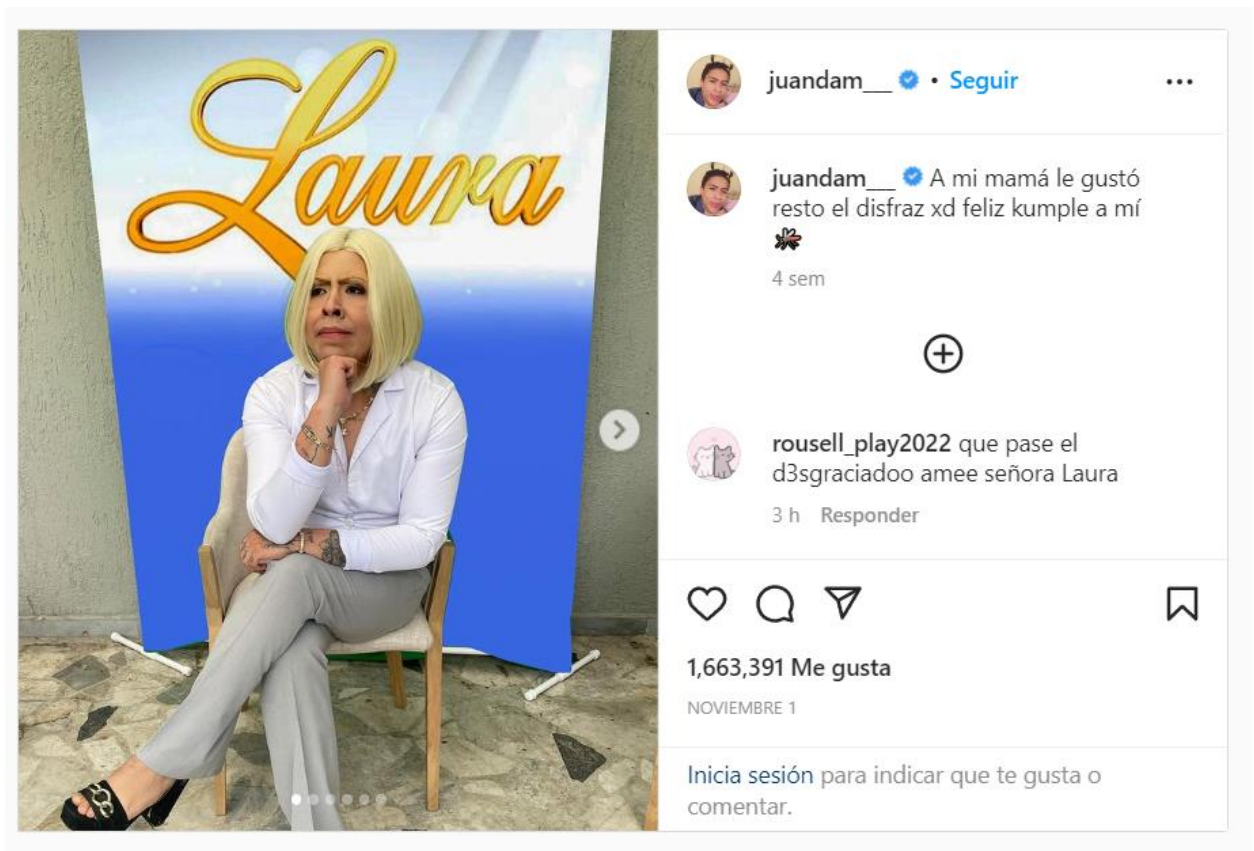 Laura
juandam___ • Seguir
juandam___ A mi mamá le gustó
resto el disfraz xd feliz kumple a mí
4 sem
rousell_play2022 que pase el
d3sgraciadoo amee señora Laura
3 h Responder
1,663,391 Me gusta
NOVIEMBRE 1
Inicia sesión para indicar que te gusta o
comentar.